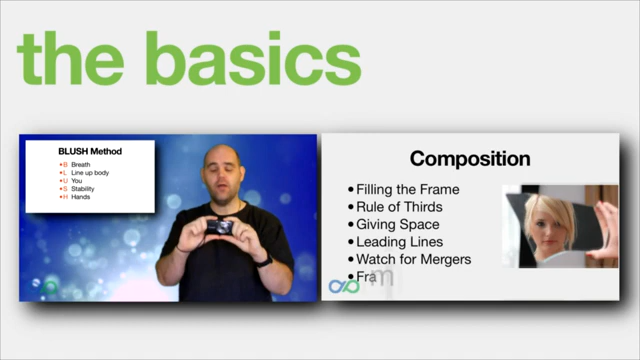 the basics
BLUSH Method
B Breath
L Line up body
U You
S Stability
H Hands
Composition
• Filling the Frame
• Rule of Thirds
• Giving Space
• Leading Lines
• Watch for Mergers
• Fra m